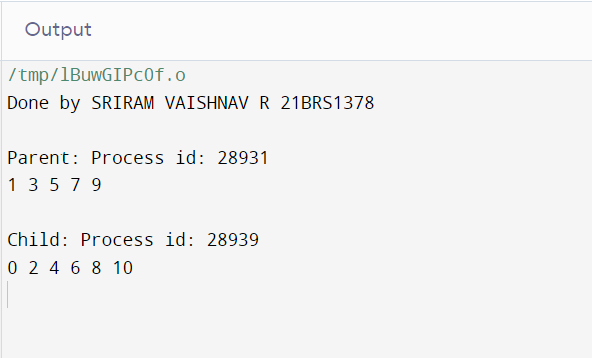 Output
/tmp/lBuwGIPcOf.o
Done by SRIRAM VAISHNAV R 21BRS1378
Parent: Process id: 28931
1 3 5 7 9
Child: Process id: 28939
0 2 4 6 8 10